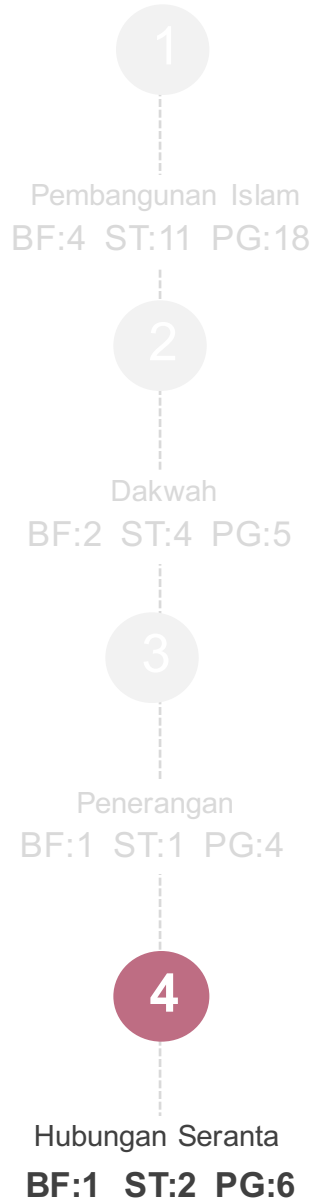 1
Pembangunan Islam
BF:4 ST:11 PG:18
2
Dakwah
BF:2 ST:4 PG:5
3
Penerangan
BF:1 ST:1 PG:4
4
Hubungan Seranta
BF:1 ST:2 PG:6